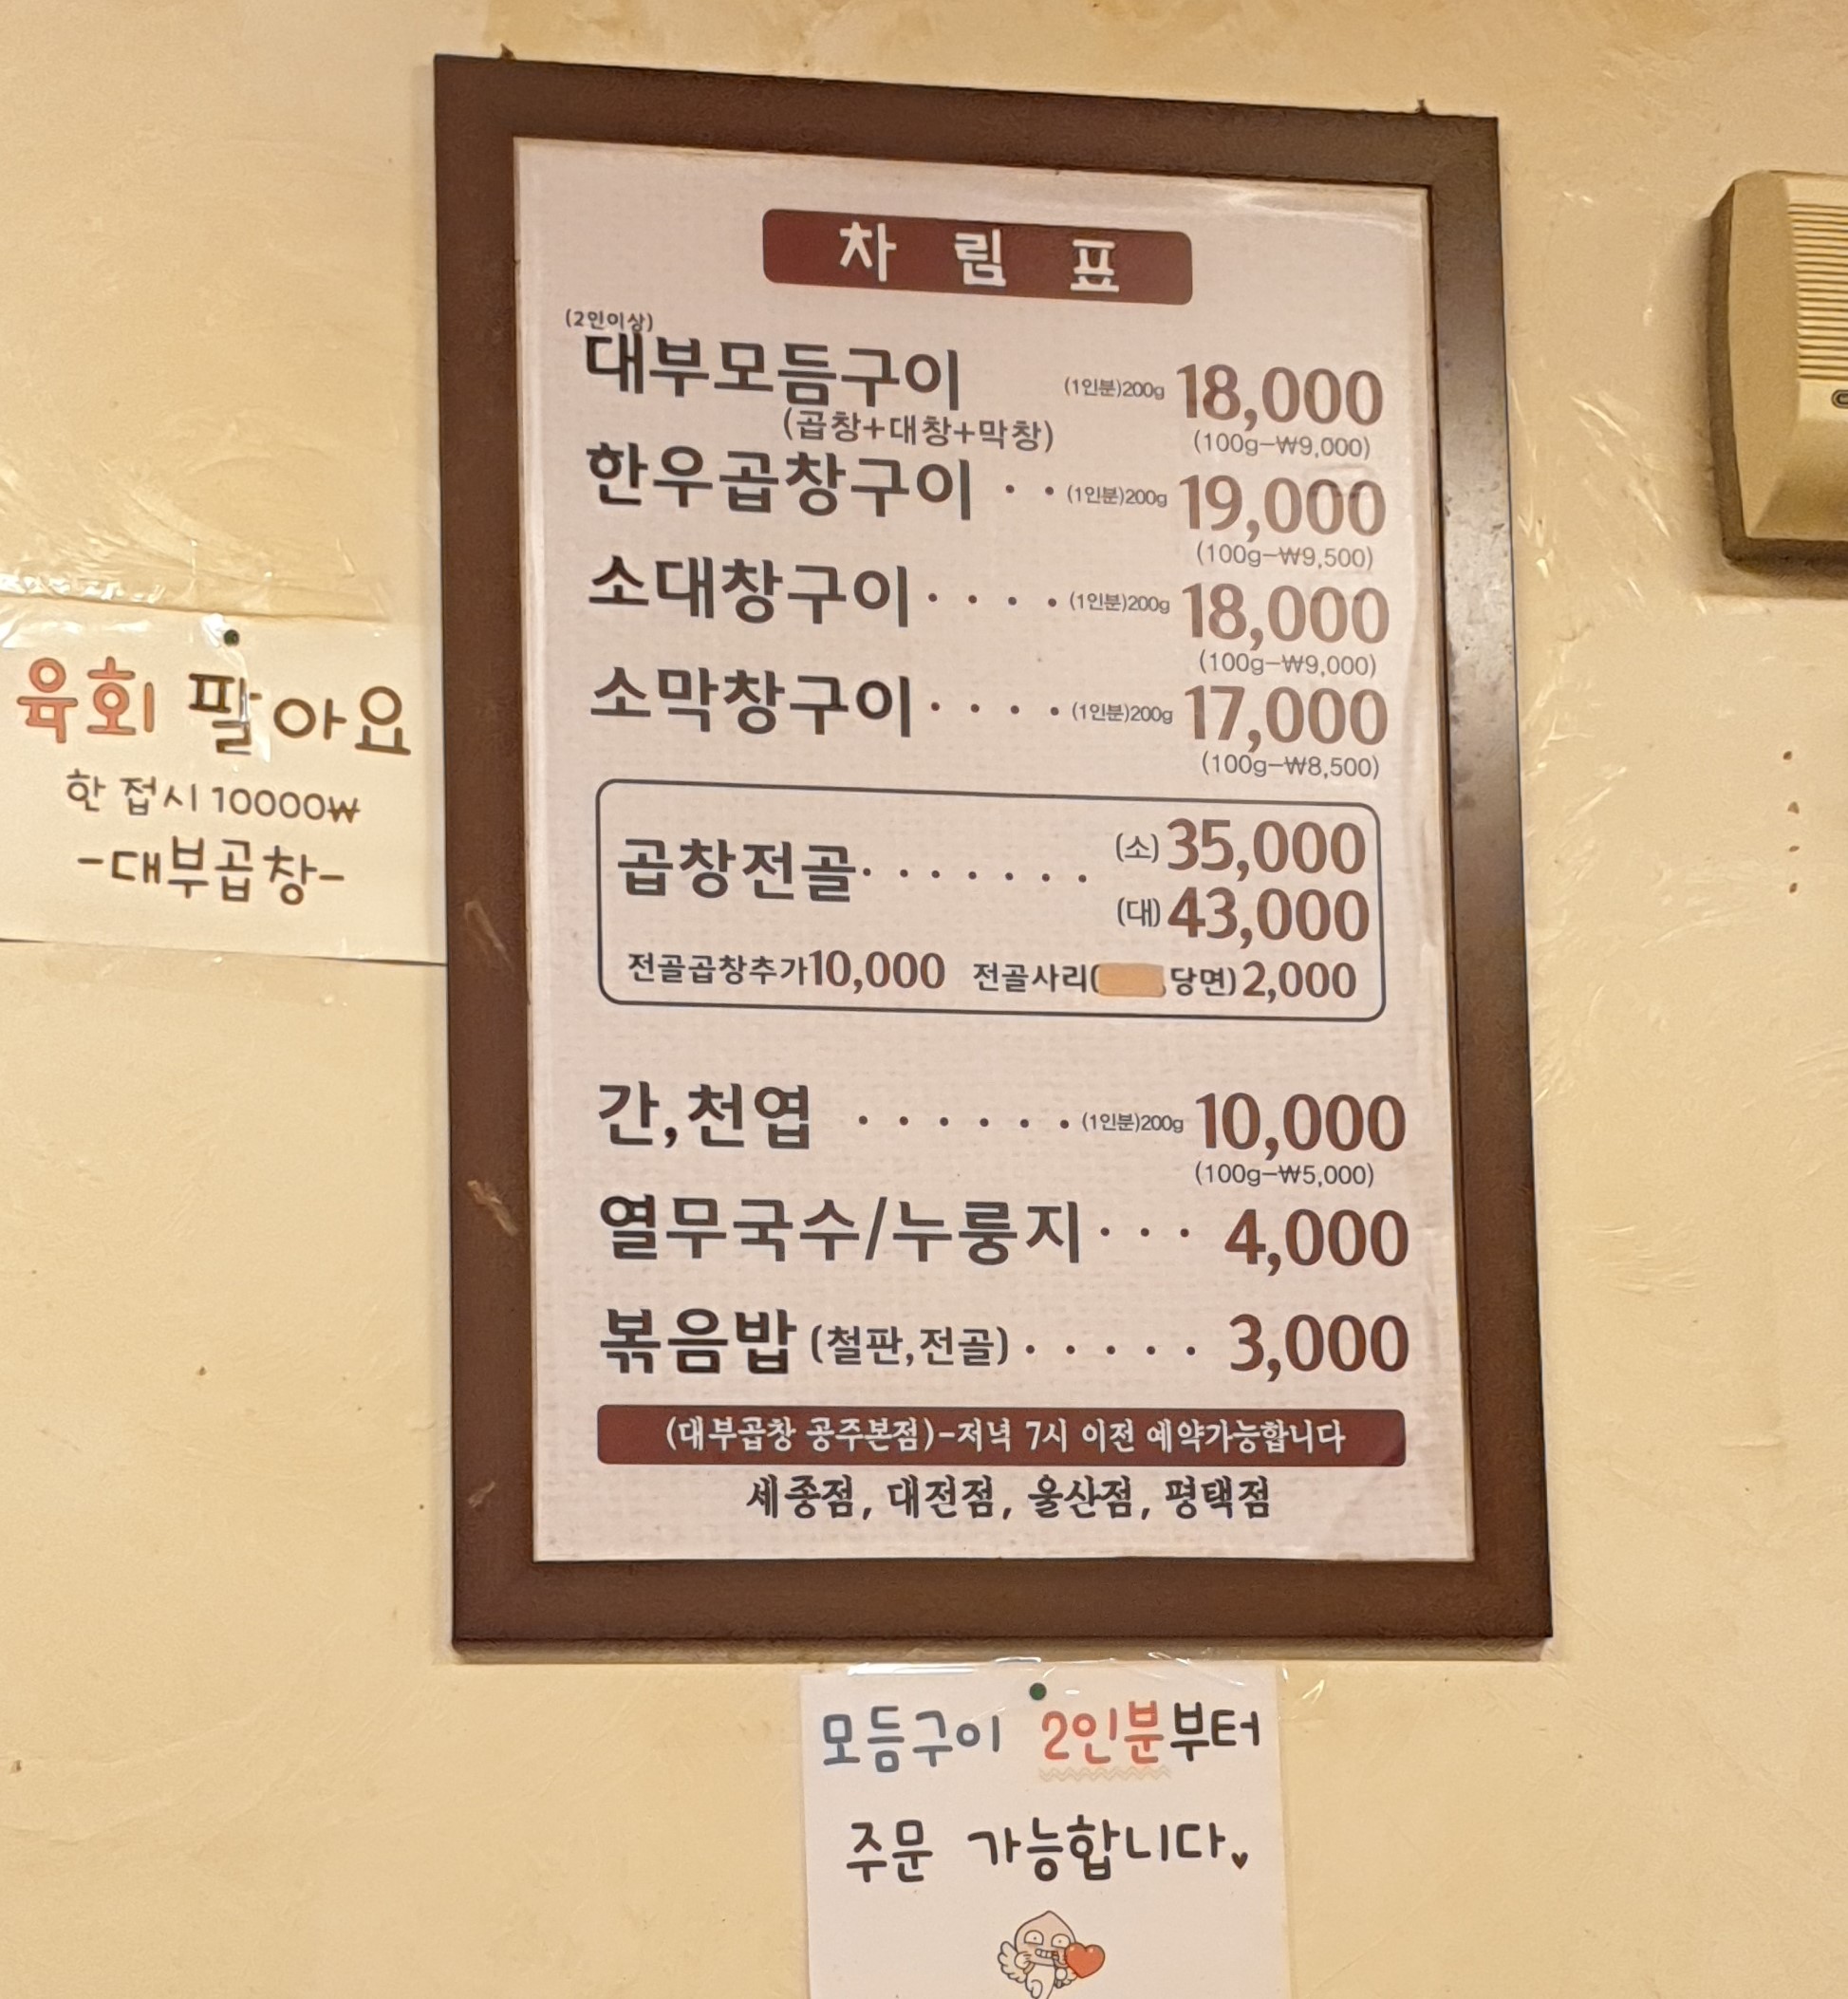 차림표
(2인이상)
대부모듬구이 (1인분)200g 18,000
(곱창+대창+막창) (100g-₩9,000)
한우곱창구이 · · (1인분)200g 19,000
(100g-₩9,500)
소대창구이 · · · · (1인분)200g 18,000
(100g-₩9,000)
소막창구이 · · · · (1인분)200g 17,000
(100g-₩8,500)
곱창전골 · · · · · · · (소) 35,000
(대) 43,000
전골곱창추가 10,000 전골사리( 당면) 2,000
간,천엽 · · · · · · (1인분)200g 10,000
(100g-₩5,000)
열무국수/누룽지 · · · 4,000
볶음밥 (철판,전골) · · · · · 3,000
(대부곱창 공주본점)-저녁 7시 이전 예약가능합니다
세종점, 대전점, 울산점, 평택점
육회 팔아요
한 접시 10000₩
-대부곱창-
모듬구이 2인분부터
주문 가능합니다.